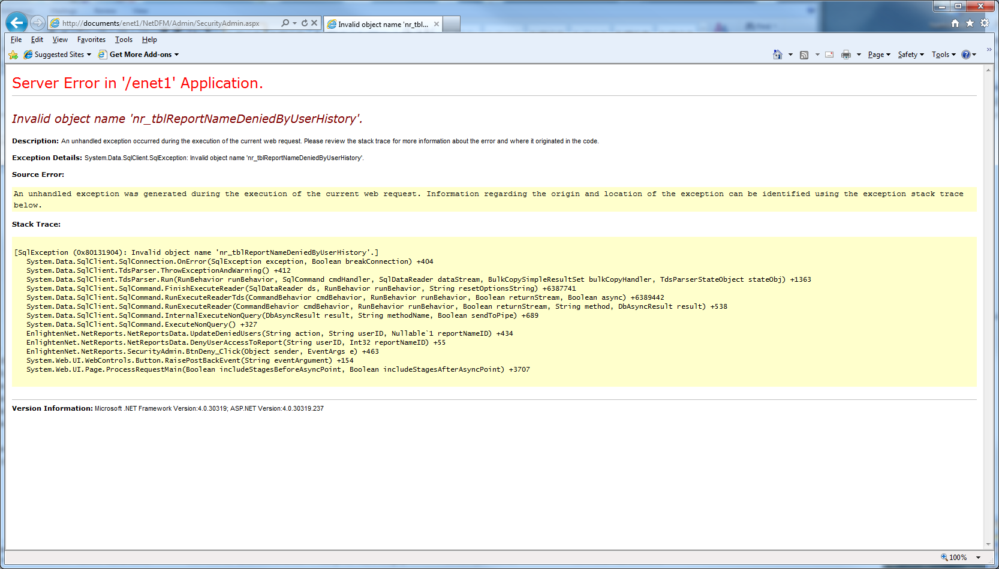 http://documents/enet1/NetDFM/Admin/SecurityAdmin.aspx
Invalid object name 'nr_tbl...
File Edit View Favorites Tools Help
Suggested Sites Get More Add-ons
Page Safety Tools
Server Error in '/enet1' Application.
Invalid object name 'nr_tblReportNameDeniedByUserHistory'.
Description: An unhandled exception occurred during the execution of the current web request. Please review the stack trace for more information about the error and where it originated in the code.
Exception Details: System.Data.SqlClient.SqlException: Invalid object name 'nr_tblReportNameDeniedByUserHistory'.
Source Error:
An unhandled exception was generated during the execution of the current web request. Information regarding the origin and location of the exception can be identified using the exception stack trace
below.
Stack Trace:
[SqlException (0x80131904): Invalid object name 'nr_tblReportNameDeniedByUserHistory'.]
System.Data.SqlClient.SqlConnection.OnError(SqlException exception, Boolean breakConnection) +404
System.Data.SqlClient.TdsParser.ThrowExceptionAndWarning() +412
System.Data.SqlClient.TdsParser.Run(RunBehavior runBehavior, SqlCommand cmdHandler, SqlDataReader dataStream, BulkCopySimpleResultSet bulkCopyHandler, TdsParserStateObject stateObj) +1363
System.Data.SqlClient.SqlCommand.FinishExecuteReader(SqlDataReader ds, RunBehavior runBehavior, String resetOptionsString) +6387741
System.Data.SqlClient.SqlCommand.RunExecuteReaderTds(CommandBehavior cmdBehavior, RunBehavior runBehavior, Boolean returnStream, Boolean async) +6389442
System.Data.SqlClient.SqlCommand.RunExecuteReader(CommandBehavior cmdBehavior, RunBehavior runBehavior, Boolean returnStream, String method, DbAsyncResult result) +538
System.Data.SqlClient.SqlCommand.InternalExecuteNonQuery(DbAsyncResult result, String methodName, Boolean sendToPipe) +689
System.Data.SqlClient.SqlCommand.ExecuteNonQuery() +327
EnlightenNet.NetReports.NetReportsData.UpdateDeniedUsers(String action, String userID, Nullable`1 reportNameID) +434
EnlightenNet.NetReports.NetReportsData.DenyUserAccessToReport(String userID, Int32 reportNameID) +55
EnlightenNet.NetReports.SecurityAdmin.BtnDeny_Click(Object sender, EventArgs e) +463
System.Web.UI.WebControls.Button.RaisePostBackEvent(String eventArgument) +154
System.Web.UI.Page.ProcessRequestMain(Boolean includeStagesBeforeAsyncPoint, Boolean includeStagesAfterAsyncPoint) +3707
Version Information: Microsoft .NET Framework Version:4.0.30319; ASP.NET Version:4.0.30319.237
100%